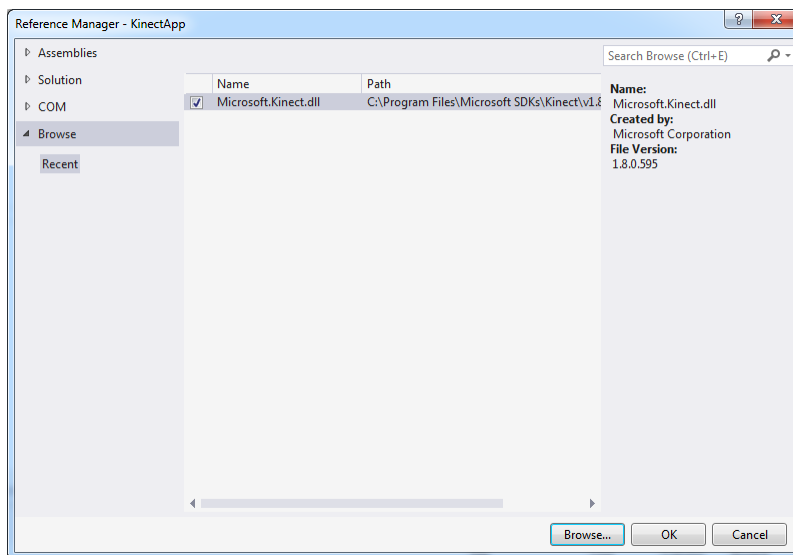 Reference Manager - KinectApp
?
x
Assemblies
Solution
COM
Browse
Recent
Name Path
Microsoft.Kinect.dll C:\Program Files\Microsoft SDKs\Kinect\v1.8
Search Browse (Ctrl+E)
Name:
Microsoft.Kinect.dll
Created by:
Microsoft Corporation
File Version:
1.8.0.595
Browse... OK Cancel